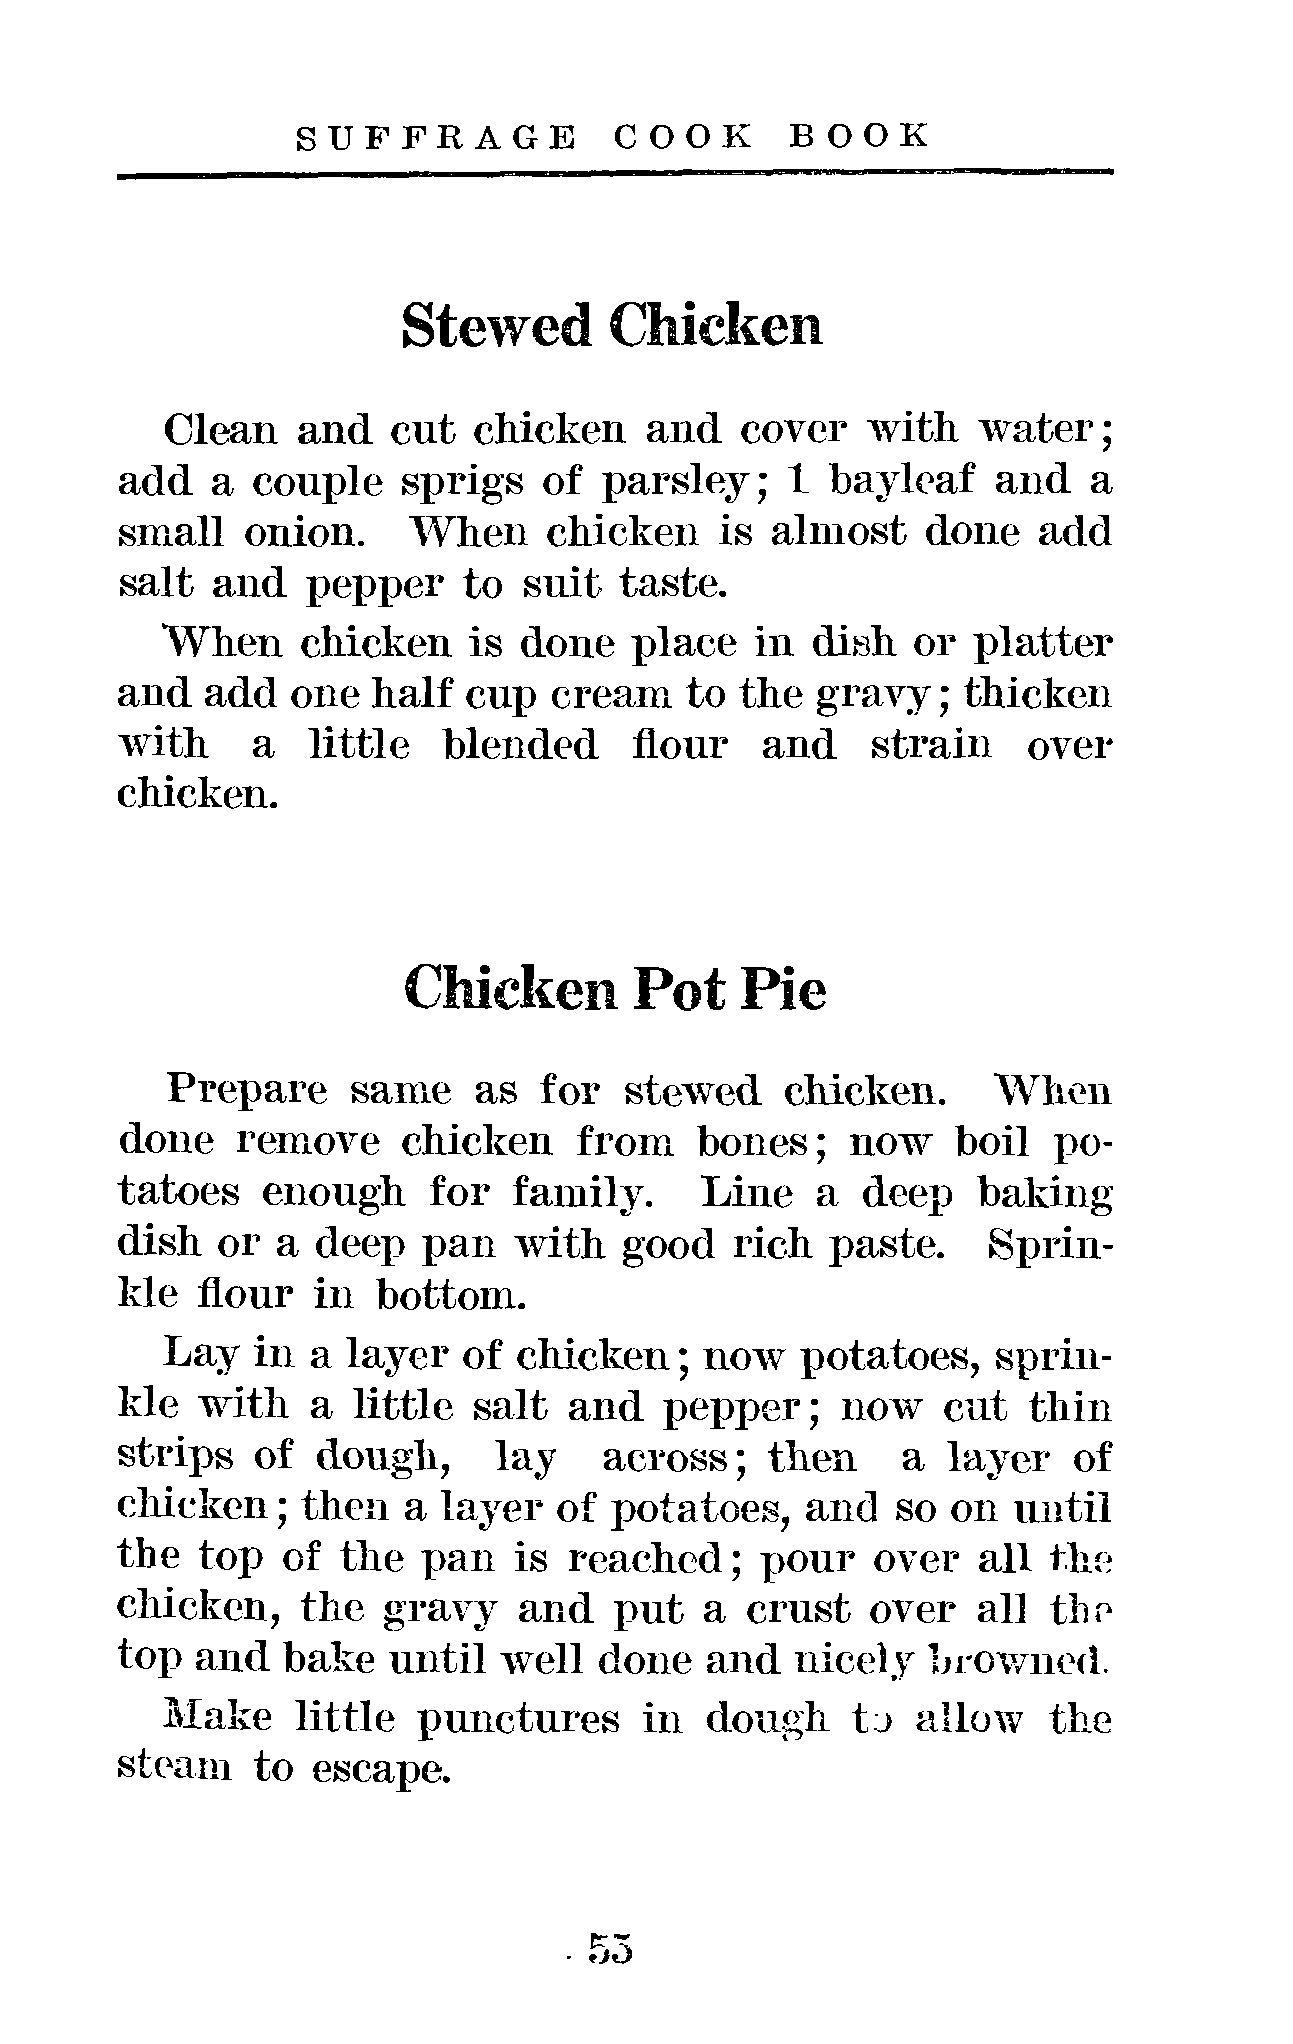 SUFFRAGE COOK BOOK
Stewed Chicken
Clean and cut chicken and cover with water;
add a couple sprigs of parsley; 1 bayleaf and a
small onion. When chicken is almost done add
salt and pepper to suit taste.
When chicken is done place in dish or platter
and add one half cup cream to the gravy; thicken
with a little blended flour and strain over
chicken.
Chicken Pot Pie
Prepare same as for stewed chicken. When
done remove chicken from bones; now boil po-
tatoes enough for family. Line a deep baking
dish or a deep pan with good rich paste. Sprin-
kle flour in bottom.
Lay in a layer of chicken; now potatoes, sprin-
kle with a little salt and pepper; now cut thin
strips of dough, lay across; then a layer of
chicken; then a layer of potatoes, and so on until
the top of the pan is reached; pour over all the
chicken, the gravy and put a crust over all the
top and bake until well done and nicely browned.
Make little punctures in dough to allow the
steam to escape.